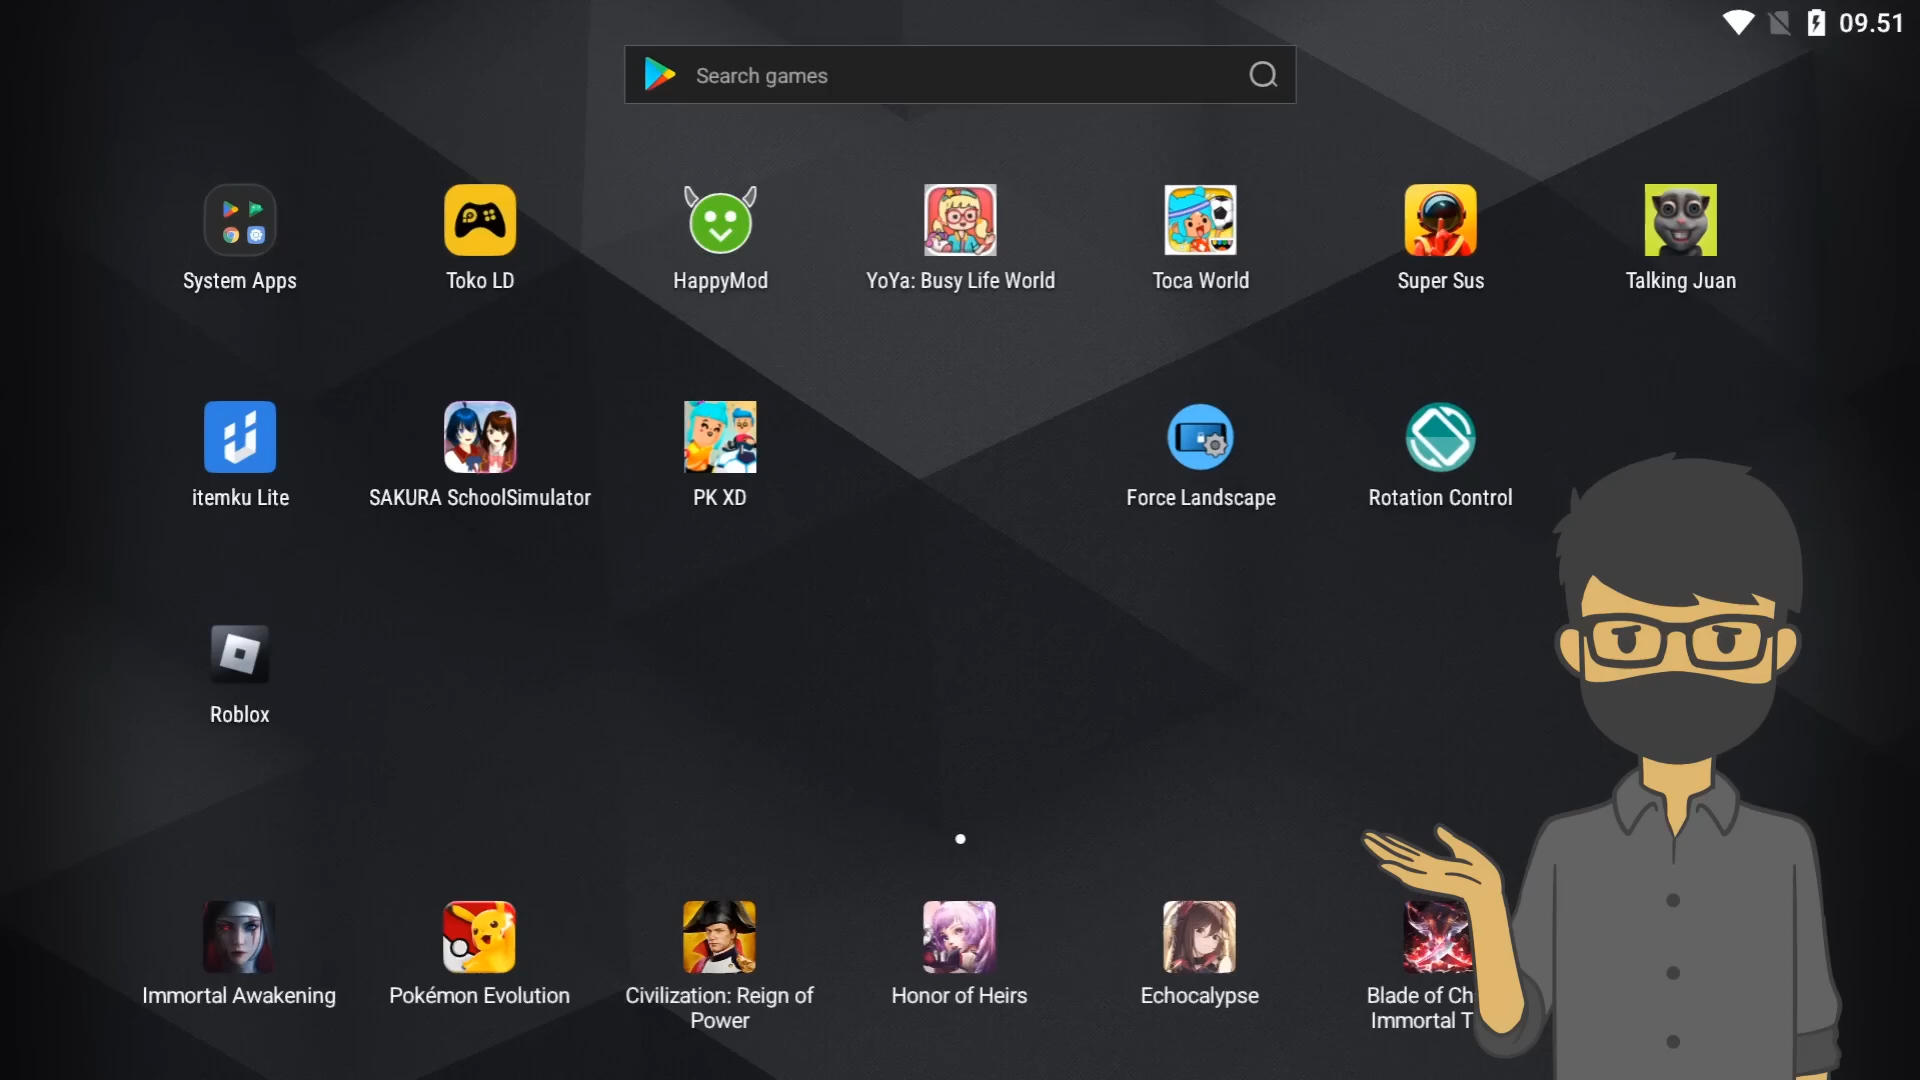 09.51
Search games
System Apps
Toko LD
HappyMod
YoYa: Busy Life World
Toca World
Super Sus
Talking Juan
itemku Lite
SAKURA SchoolSimulator
PK XD
Force Landscape
Rotation Control
Roblox
Immortal Awakening
Pokémon Evolution
Civilization: Reign of
Power
Honor of Heirs
Echocalypse
Blade of Ch
Immortal T